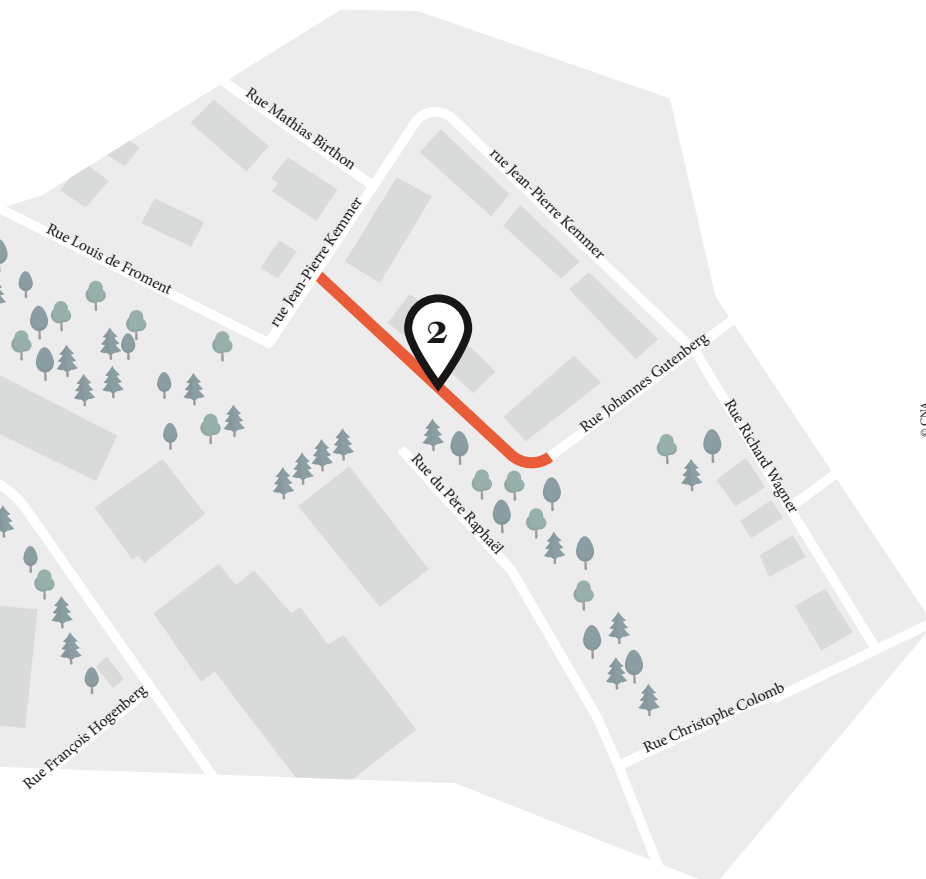 Rue Mathias Birthon
rue Jean-Pierre Kemmer
rue Jean-Pierre Kemmer
Rue Louis de Froment
2
Rue Johannes Gutenberg
Rue Richard Wagner
Rue du Père Raphaël
Rue François Hogenberg
Rue Christophe Colomb
© CNA